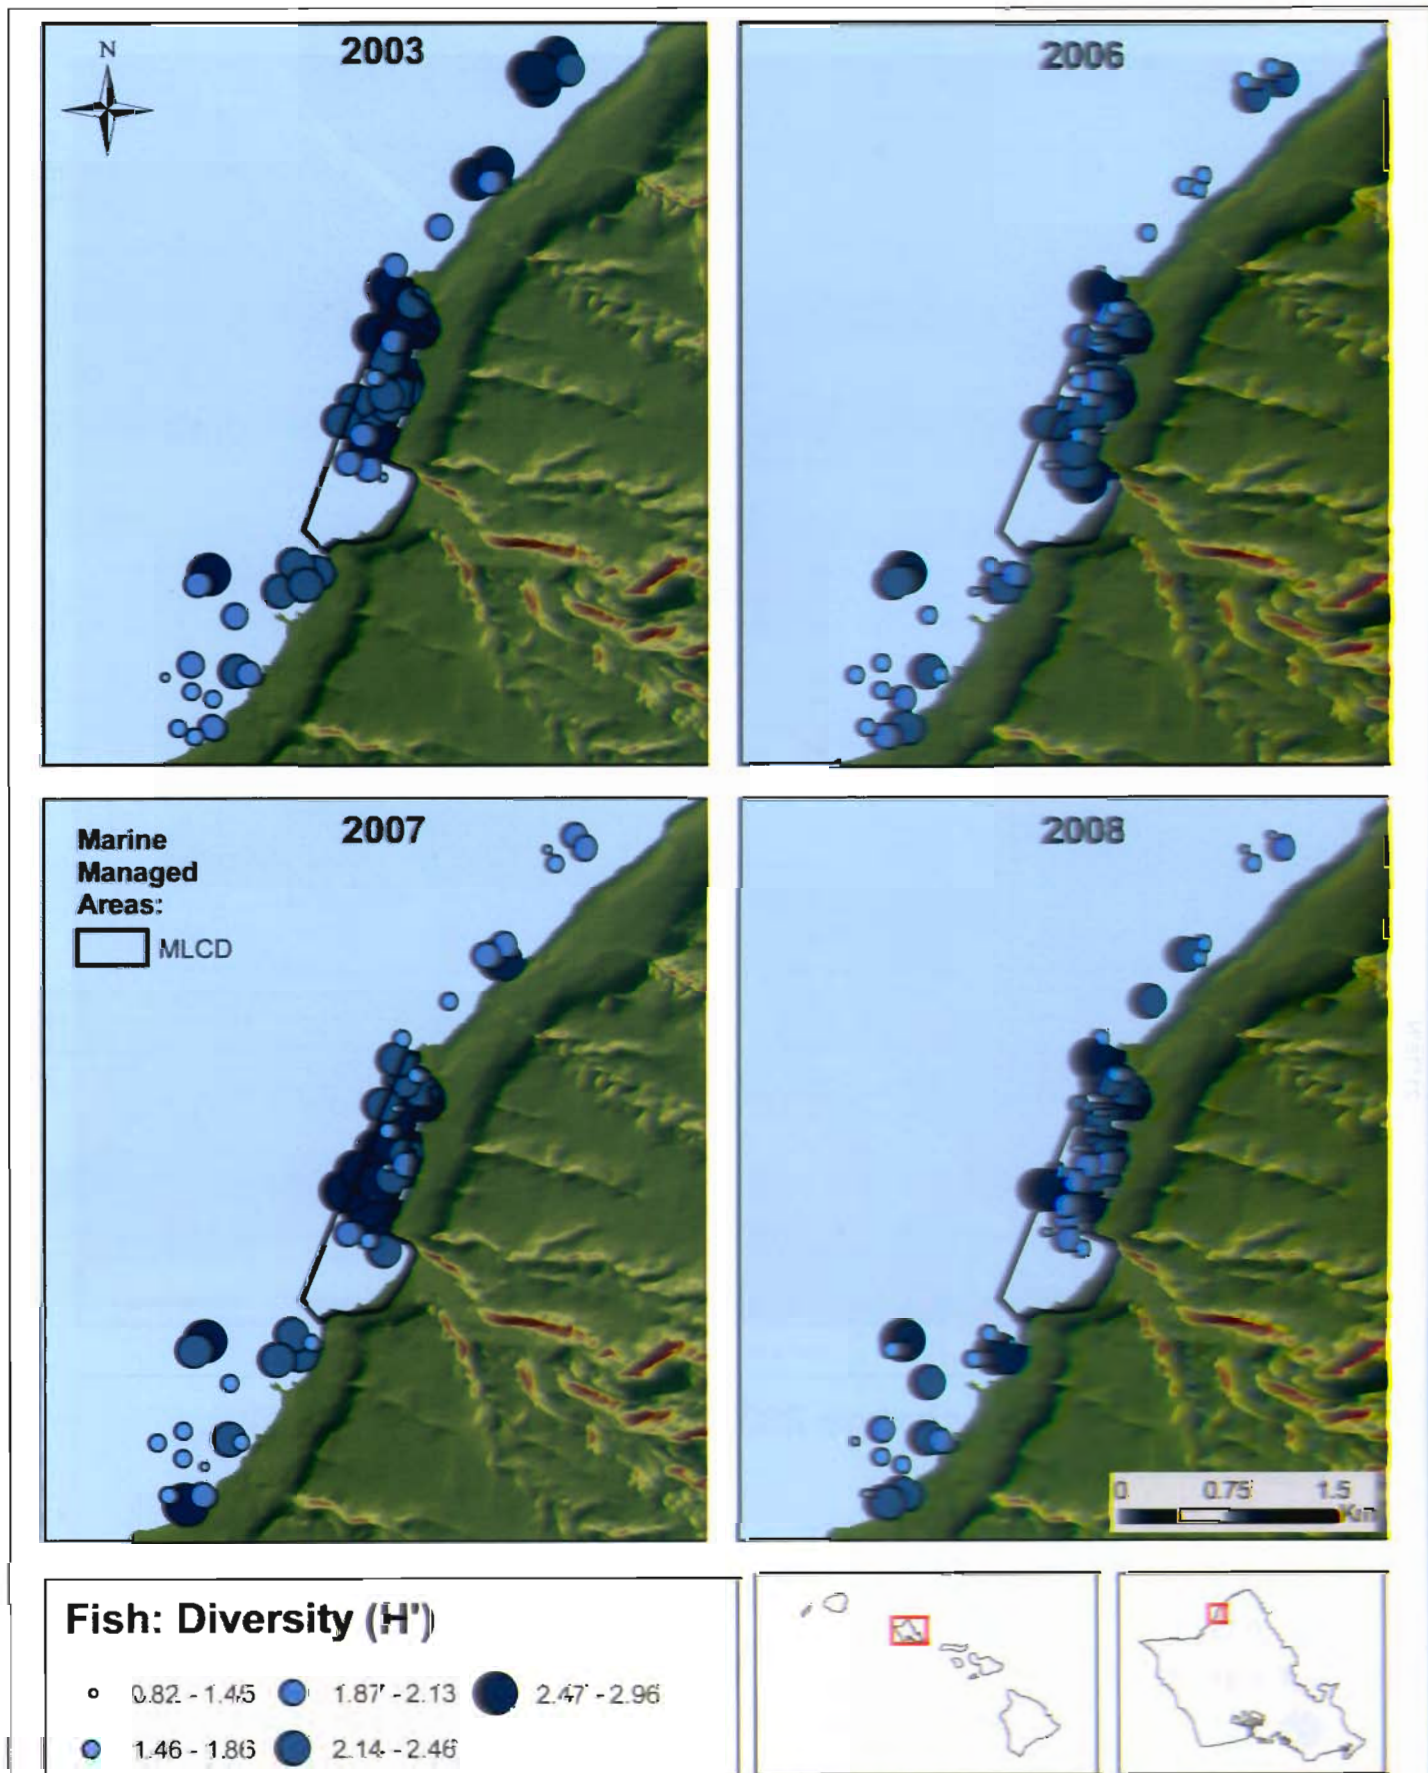 N
2003
2006
2007
Marine
Managed
Areas:
MLCD
2008
0 0.75 1.5
Km
Fish: Diversity (H')
0.82 - 1.45 1.87 - 2.13 2.47 - 2.96
1.46 - 1.86 2.14 - 2.46